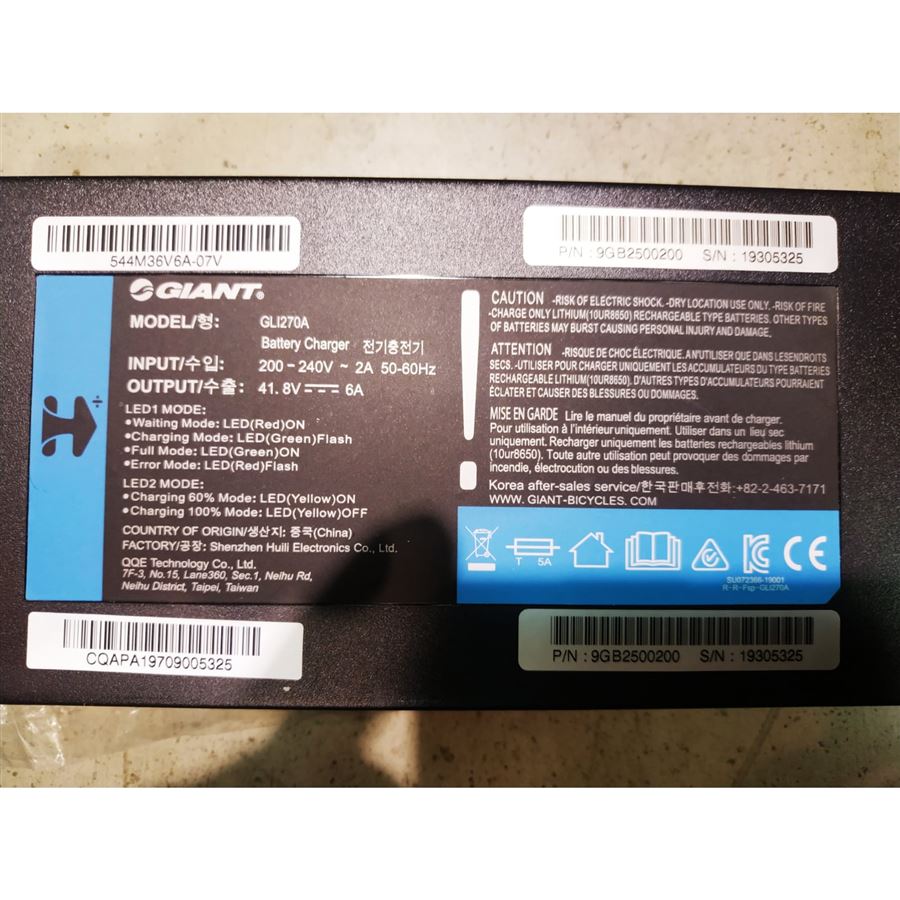 544M36V6A-07V
P/N : 9GB2500200 S/N : 19305325
GIANT®
MODEL/형: GLI270A
Battery Charger 전기충전기
INPUT/수입: 200-240V ~ 2A 50-60Hz
OUTPUT/수출: 41.8V⎓ 6A
LED1 MODE:
•Waiting Mode: LED(Red)ON
•Charging Mode: LED(Green)Flash
•Full Mode: LED(Green)ON
•Error Mode: LED(Red)Flash
LED2 MODE:
•Charging 60% Mode: LED(Yellow)ON
•Charging 100% Mode: LED(Yellow)OFF
COUNTRY OF ORIGIN/생산지: 중국(China)
FACTORY/공장: Shenzhen Huili Electronics Co., Ltd.
QQE Technology Co., Ltd.
7F-3, No.15, Lane360, Sec.1, Neihu Rd,
Neihu District, Taipei, Taiwan
CAUTION -RISK OF ELECTRIC SHOCK. -DRY LOCATION USE ONLY. -RISK OF FIRE
-CHARGE ONLY LITHIUM(10UR8650) RECHARGEABLE TYPE BATTERIES. OTHER TYPES
OF BATTERIES MAY BURST CAUSING PERSONAL INJURY AND DAMAGE.
ATTENTION -RISQUE DE CHOC ÉLECTRIQUE. A N'UTILISER QUE DANS LESENDROITS
SECS. -UTILISER POUR CHARGER UNIQUEMENT LES ACCUMULATEURS DU TYPE BATTERIES
RECHARGEABLE LITHIUM(10UR8650). D'AUTRES TYPES D'ACCUMULATEURS POURRAIENT
ÉCLATER ET CAUSER DES BLESSURES OU DOMMAGES.
MISE EN GARDE Lire le manuel du propriétaire avant de charger.
Pour utilisation à l'intérieur uniquement. Utiliser dans un lieu sec
uniquement. Recharger uniquement les batteries rechargeables lithium
(10ur8650). Toute autre utilisation peut provoquer des dommages par
incendie, électrocution ou des blessures.
Korea after-sales service/한국판매후전화:+82-2-463-7171
WWW. GIANT-BICYCLES. COM
T 5A
SU072366-19001
R-R-Fsp-GLI270A
CQAPA19709005325
P/N : 9GB2500200 S/N : 19305325